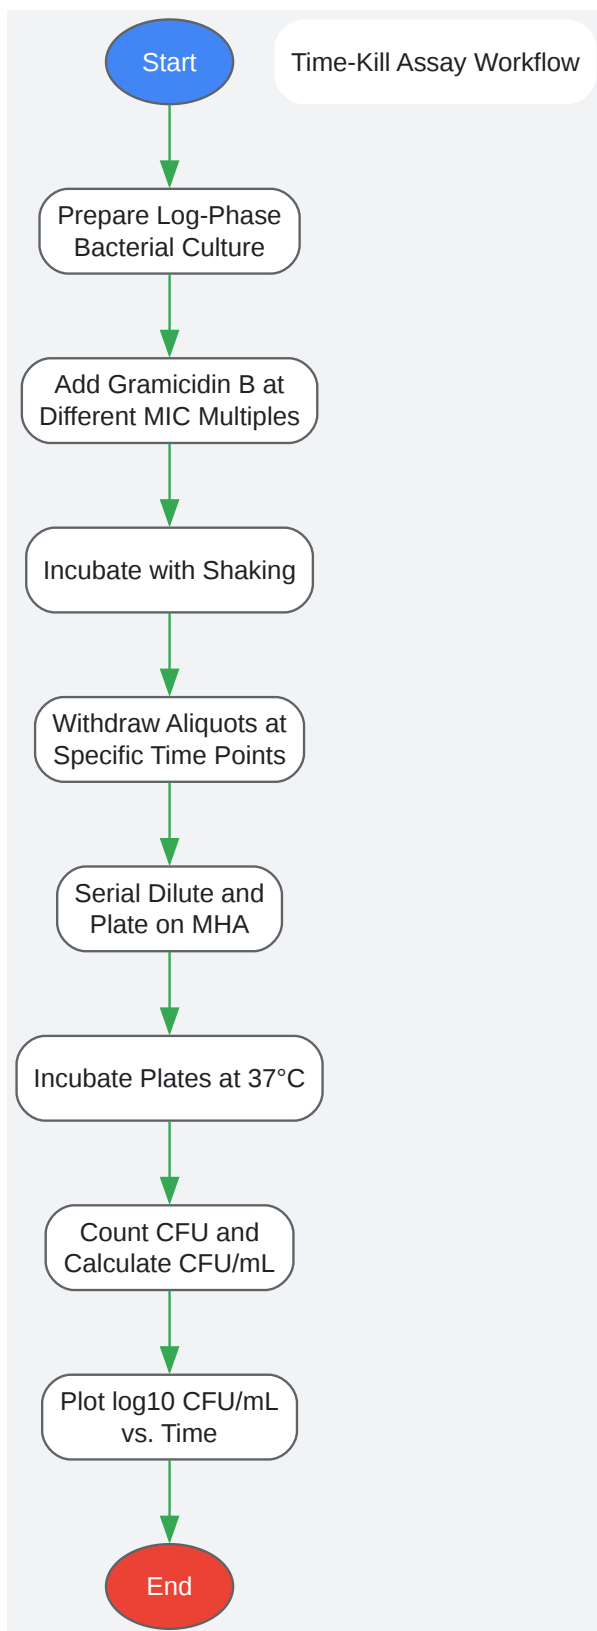 Start
Time-Kill Assay Workflow
Prepare Log-Phase
Bacterial Culture
Add Gramicidin B at
Different MIC Multiples
Incubate with Shaking
Withdraw Aliquots at
Specific Time Points
Serial Dilute and
Plate on MHA
Incubate Plates at 37°C
Count CFU and
Calculate CFU/mL
Plot log10 CFU/mL
vs. Time
End